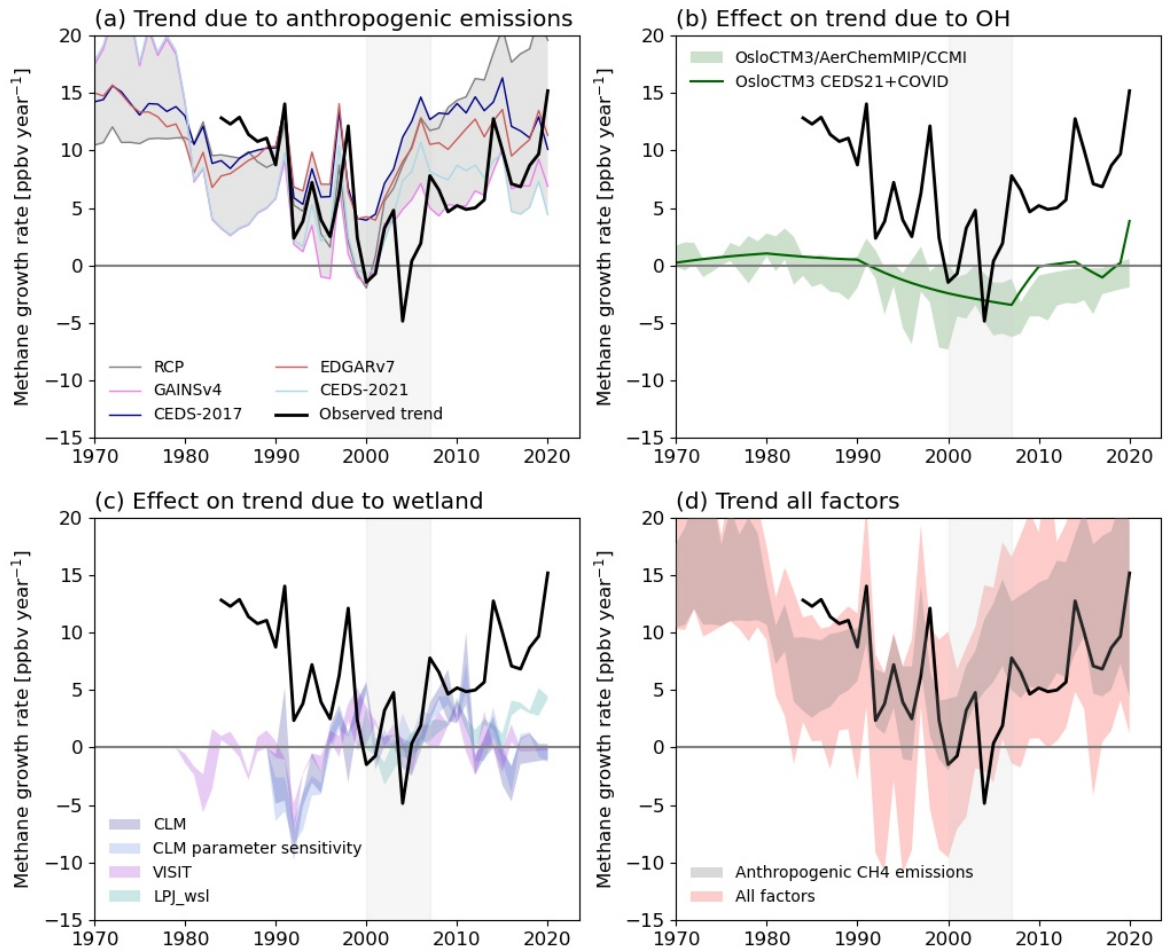 (a) Trend due to anthropogenic emissions
Methane growth rate [ppbv year⁻¹]
20
15
10
5
0
−5
−10
−15
RCP
GAINSv4
CEDS-2017
EDGARv7
CEDS-2021
Observed trend
1970 1980 1990 2000 2010 2020
(b) Effect on trend due to OH
Methane growth rate [ppbv year⁻¹]
20
15
10
5
0
−5
−10
−15
OsloCTM3/AerChemMIP/CCMI
OsloCTM3 CEDS21+COVID
1970 1980 1990 2000 2010 2020
(c) Effect on trend due to wetland
Methane growth rate [ppbv year⁻¹]
20
15
10
5
0
−5
−10
−15
CLM
CLM parameter sensitivity
VISIT
LPJ_wsl
1970 1980 1990 2000 2010 2020
(d) Trend all factors
Methane growth rate [ppbv year⁻¹]
20
15
10
5
0
−5
−10
−15
Anthropogenic CH4 emissions
All factors
1970 1980 1990 2000 2010 2020